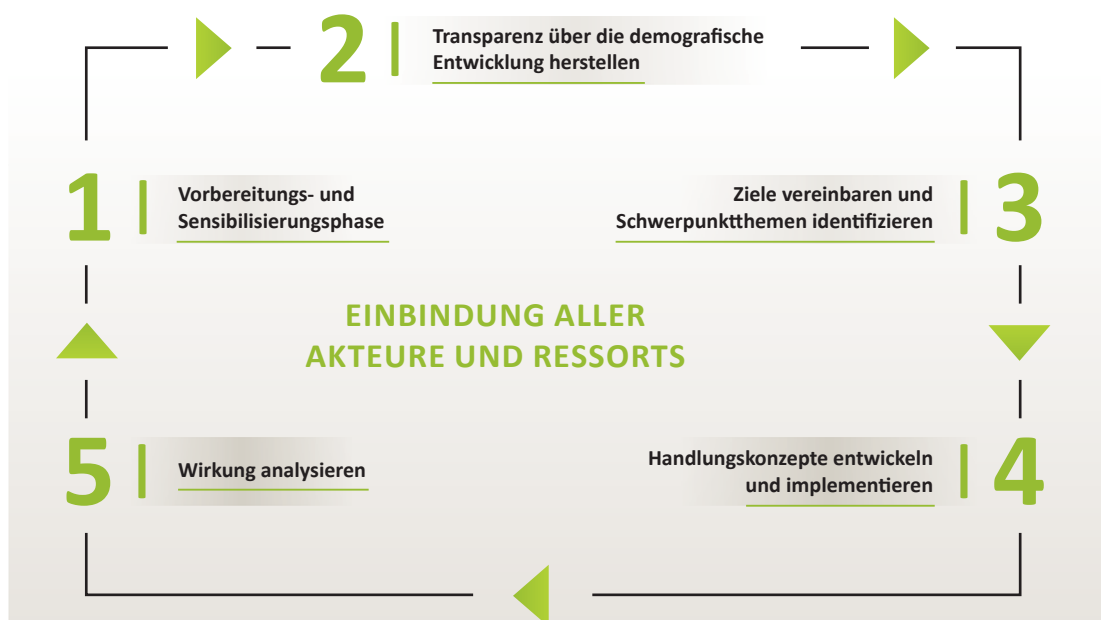 2
Transparenz über die demografische
Entwicklung herstellen
1
Vorbereitungs- und
Sensibilisierungsphase
Ziele vereinbaren und
Schwerpunktthemen identifizieren
3
EINBINDUNG ALLER
AKTEURE UND RESSORTS
5
Wirkung analysieren
Handlungskonzepte entwickeln
und implementieren
4